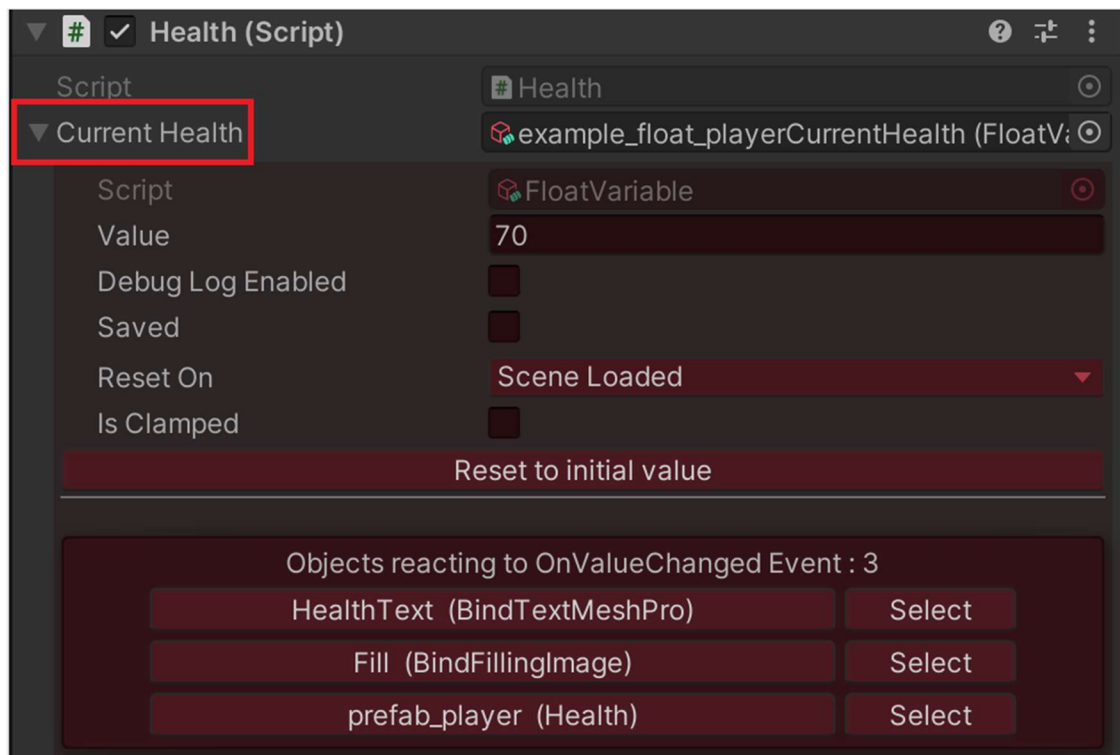 # Health (Script)
Script # Health
Current Health example_float_playerCurrentHealth (FloatVa
Script FloatVariable
Value 70
Debug Log Enabled
Saved
Reset On Scene Loaded
Is Clamped
Reset to initial value
Objects reacting to OnValueChanged Event : 3
HealthText (BindTextMeshPro) Select
Fill (BindFillingImage) Select
prefab_player (Health) Select